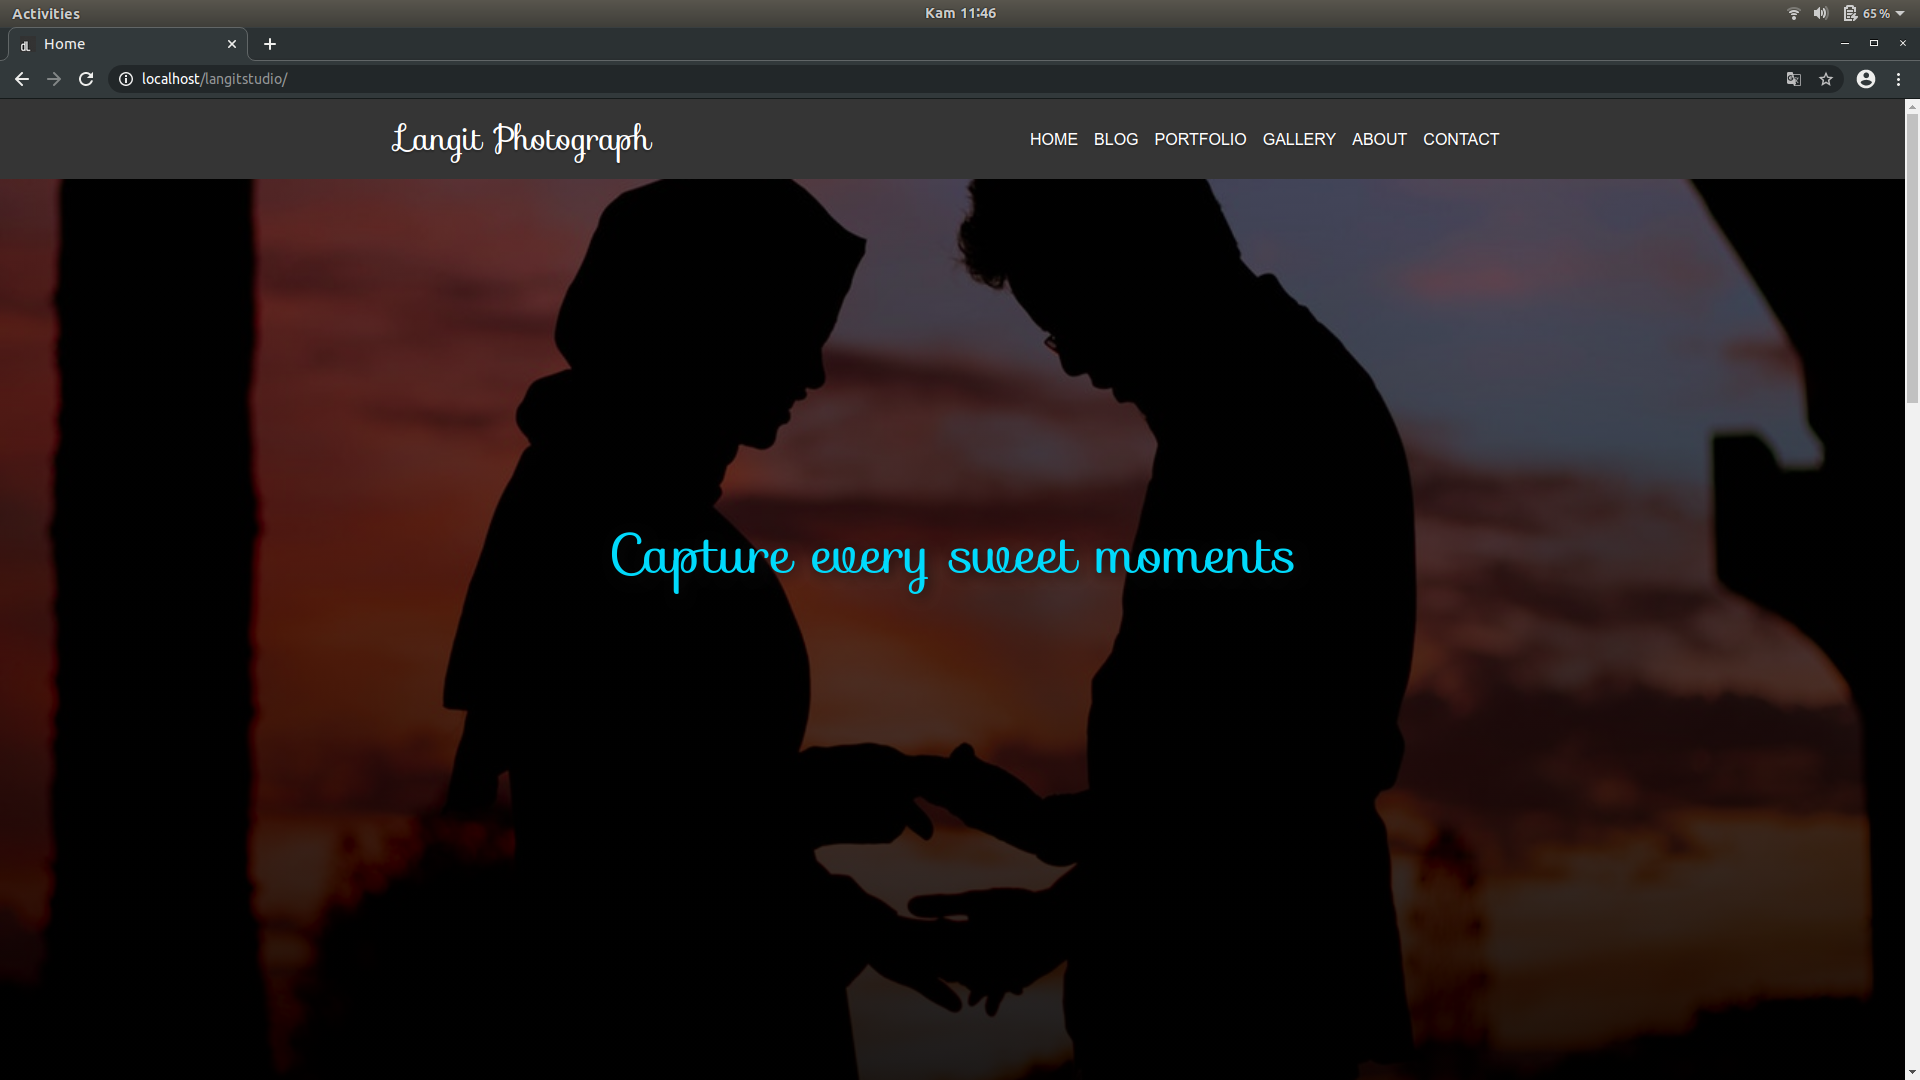 Activities
Kam 11:46
65 %
Home
localhost/langitstudio/
Langit Photograph
HOME BLOG PORTFOLIO GALLERY ABOUT CONTACT
Capture every sweet moments